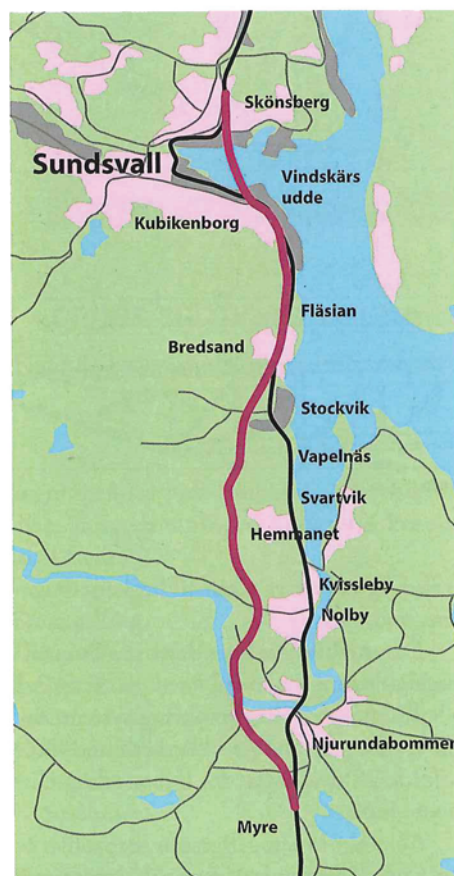 Skönsberg
Sundsvall
Vindskärs
udde
Kubikenborg
Fläsian
Bredsand
Stockvik
Vapelnäs
Svartvik
Hemmanet
Kvissleby
Nolby
Njurundabommen
Myre